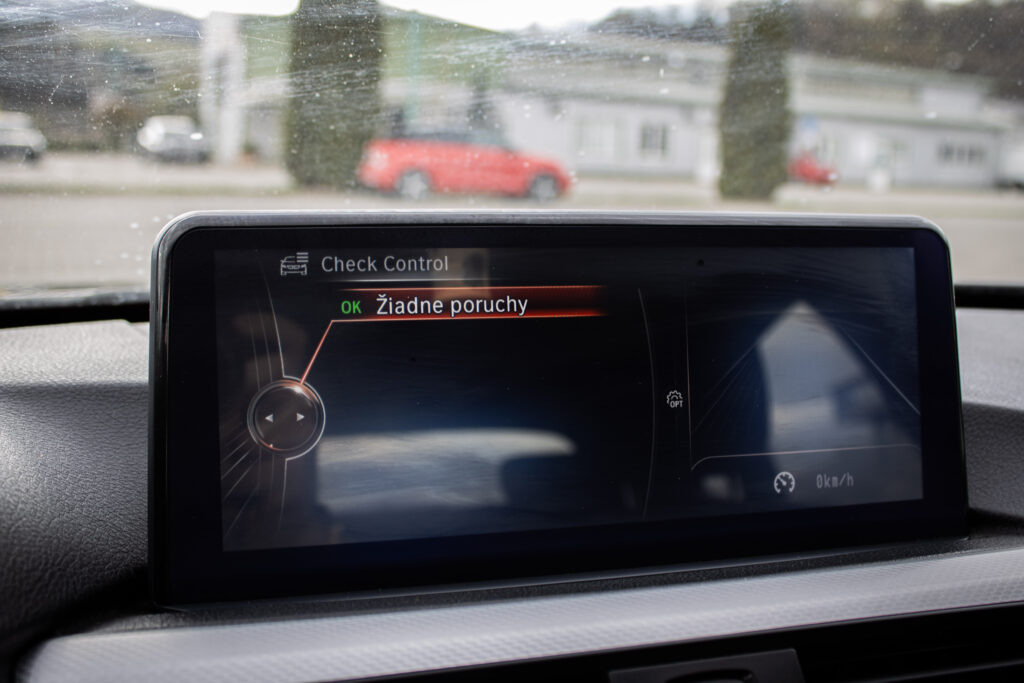 Check Control
OK Žiadne poruchy
OPT
0km/h